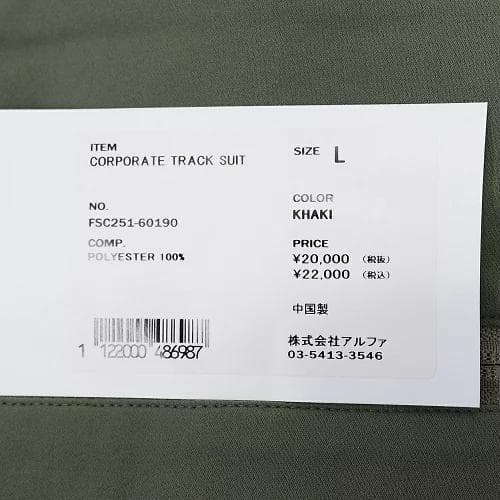 ITEM
CORPORATE TRACK SUIT
SIZE L
NO.
FSC251-60190
COLOR
KHAKI
COMP.
POLYESTER 100%
PRICE
¥20,000 (税抜)
¥22,000 (税込)
中国製
1 122000 486987
株式会社アルファ
03-5413-3546